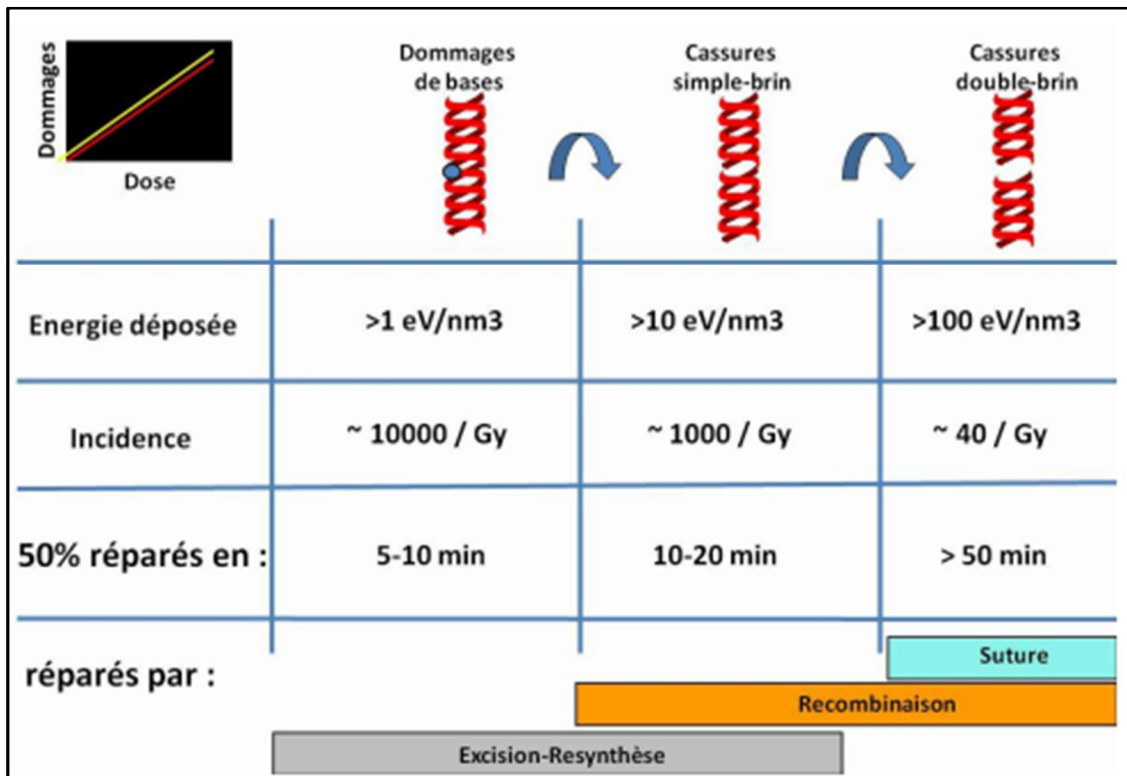 Dommages
Dose
Dommages
de bases
Cassures
simple-brin
Cassures
double-brin
Energie déposée
>1 eV/nm3
>10 eV/nm3
>100 eV/nm3
Incidence
~ 10000 / Gy
~ 1000 / Gy
~ 40 / Gy
50% réparés en :
5-10 min
10-20 min
> 50 min
réparés par :
Suture
Recombinaison
Excision-Resynthèse